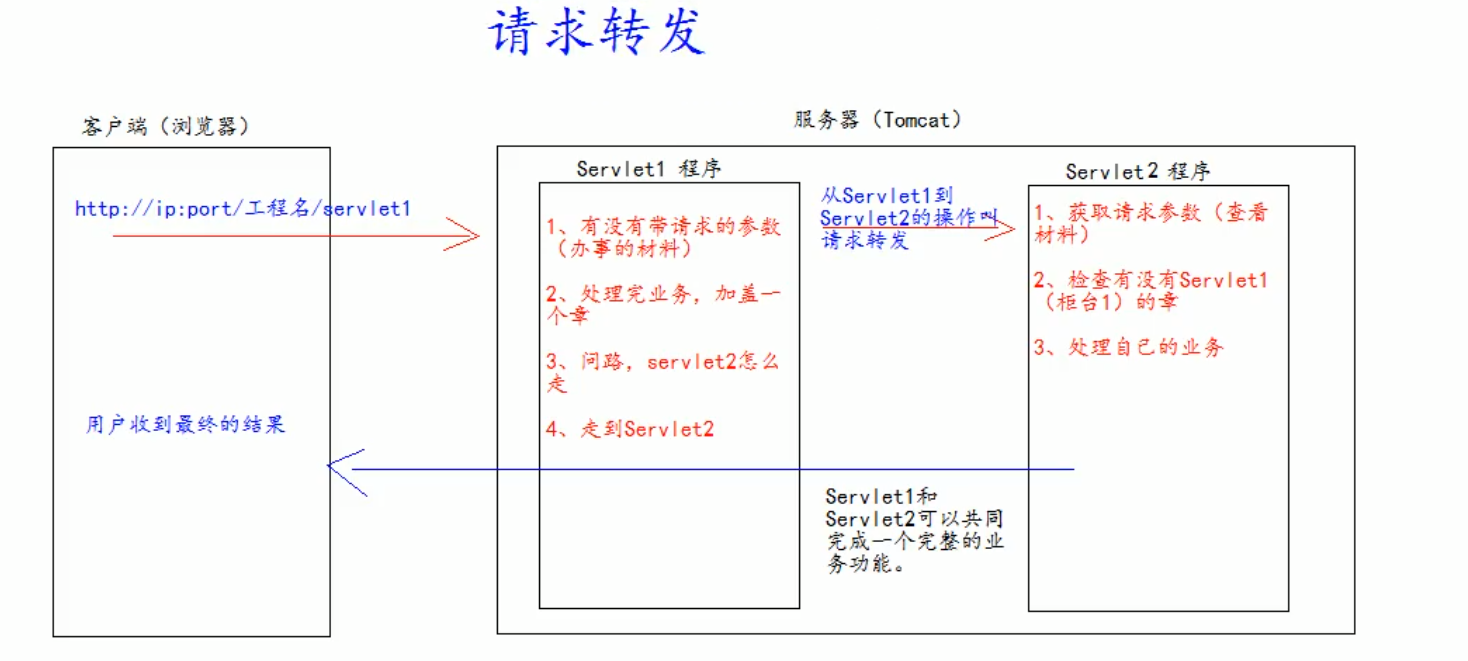 请求转发
客户端（浏览器）
服务器（Tomcat）
http://ip:port/工程名/servlet1
用户收到最终的结果
Servlet1 程序
1、有没有带请求的参数
（办事的材料）
2、处理完业务，加盖一
个章
3、问路，servlet2怎么
走
4、走到Servlet2
从Servlet1到
Servlet2的操作叫
请求转发
Servlet2 程序
1、获取请求参数（查看
材料）
2、检查有没有Servlet1
（柜台1）的章
3、处理自己的业务
Servlet1和
Servlet2可以共同
完成一个完整的业
务功能。